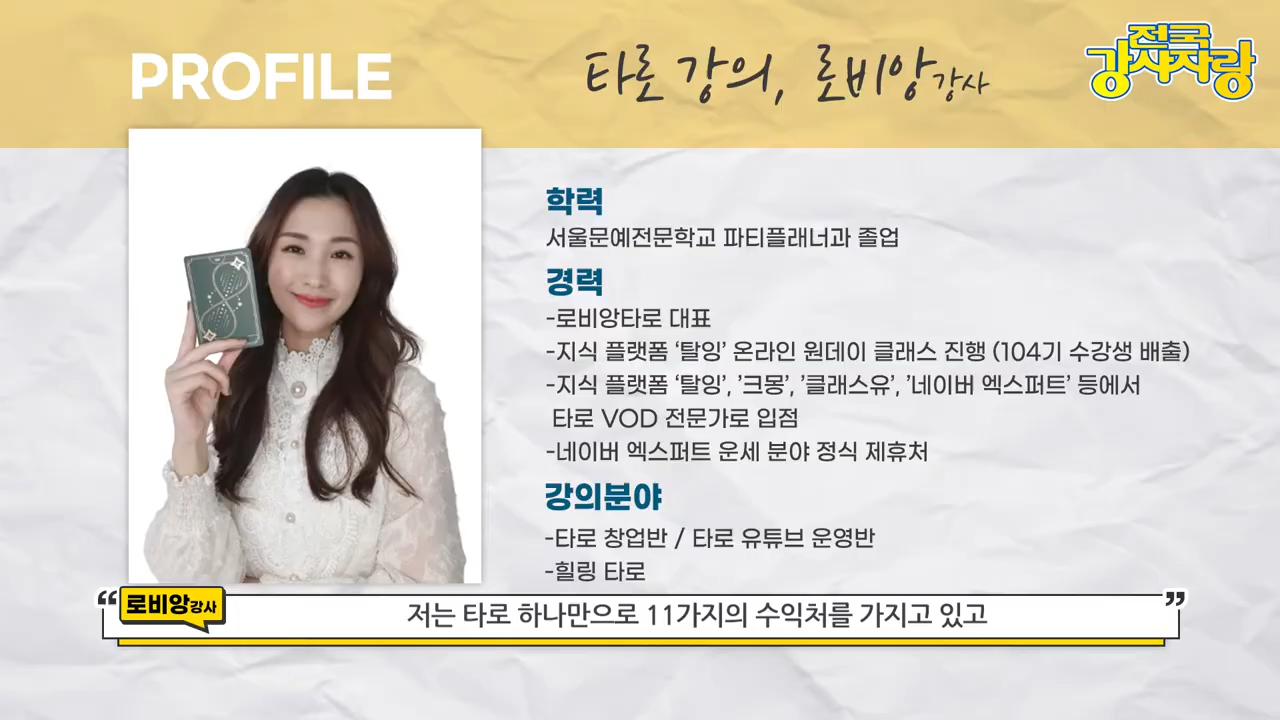 PROFILE
타로 강의, 로비앙강사
전국
강사자랑
학력
서울문예전문학교 파티플래너과 졸업
경력
-로비앙타로 대표
-지식 플랫폼 ‘탈잉’ 온라인 원데이 클래스 진행 (104기 수강생 배출)
-지식 플랫폼 ‘탈잉’, ’크몽’, ’클래스유’, ’네이버 엑스퍼트’ 등에서
타로 VOD 전문가로 입점
-네이버 엑스퍼트 운세 분야 정식 제휴처
강의분야
-타로 창업반 / 타로 유튜브 운영반
-힐링 타로
“ 로비앙강사 저는 타로 하나만으로 11가지의 수익처를 가지고 있고 ”